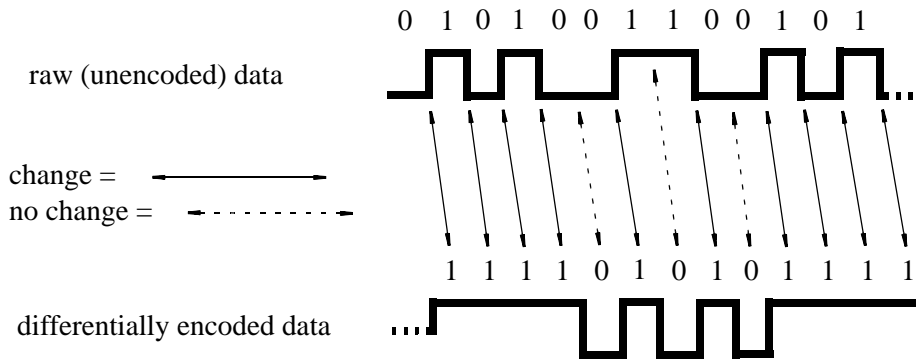 0 1 0 1 0 0 1 1 0 0 1 0 1
raw (unencoded) data
change =
no change =
1 1 1 1 0 1 0 1 0 1 1 1 1
differentially encoded data